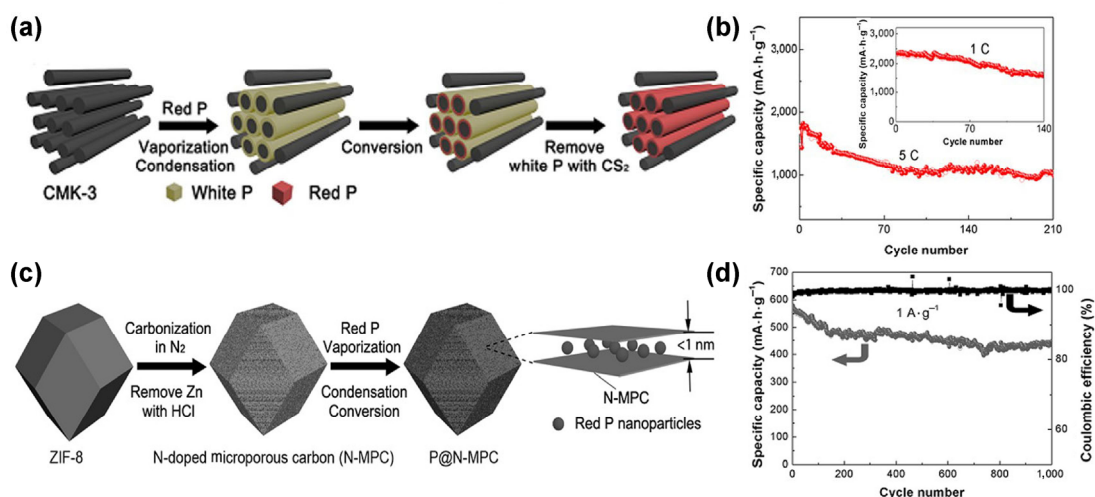 (a)
Red P
Vaporization
Condensation
Conversion
Remove
white P with CS₂
CMK-3
White P
Red P
(b)
Specific capacity (mA·h·g⁻¹)
3,000
2,000
1,000
0
70
140
210
Cycle number
5 C
Specific capacity (mA·h·g⁻¹)
3,000
2,000
1,000
0
0
70
140
Cycle number
1 C
(c)
Carbonization
in N₂
Remove Zn
with HCl
Red P
Vaporization
Condensation
Conversion
<1 nm
N-MPC
Red P nanoparticles
ZIF-8
N-doped microporous carbon (N-MPC)
P@N-MPC
(d)
Specific capacity (mA·h·g⁻¹)
700
600
500
400
300
200
100
0
0
200
400
600
800
1,000
Cycle number
1 A·g⁻¹
100
80
60
Coulombic efficiency (%)